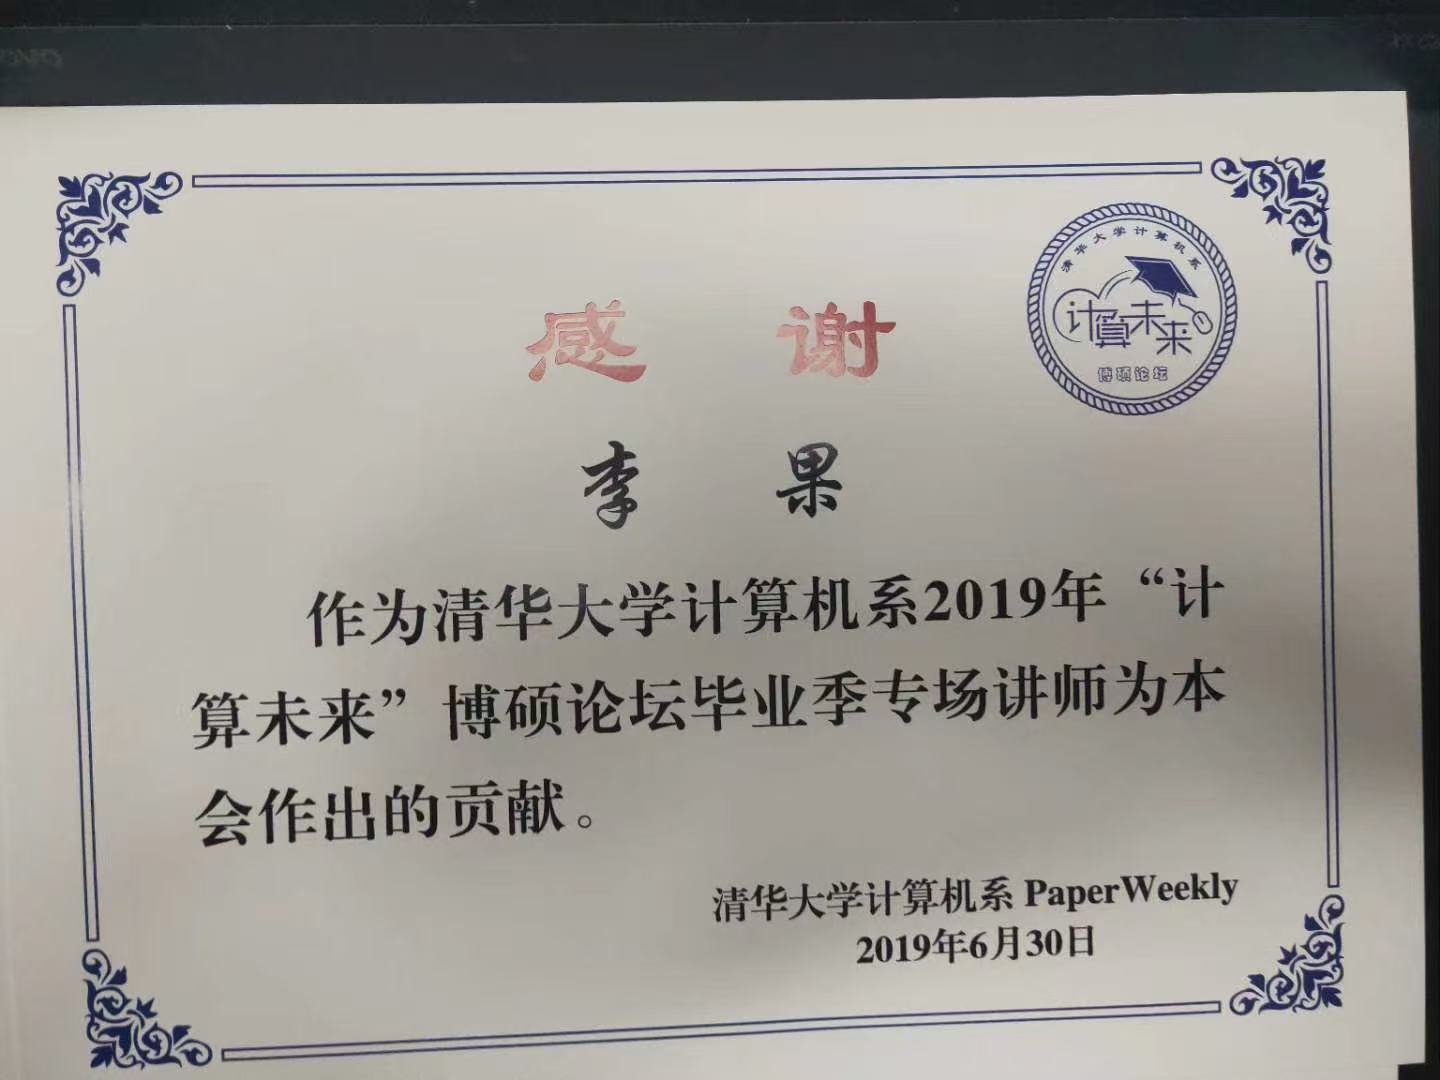 清华大学计算机系
计算未来
博硕论坛
感 谢
李 果
作为清华大学计算机系2019年“计
算未来”博硕论坛毕业季专场讲师为本
会作出的贡献。
清华大学计算机系 PaperWeekly
2019年6月30日